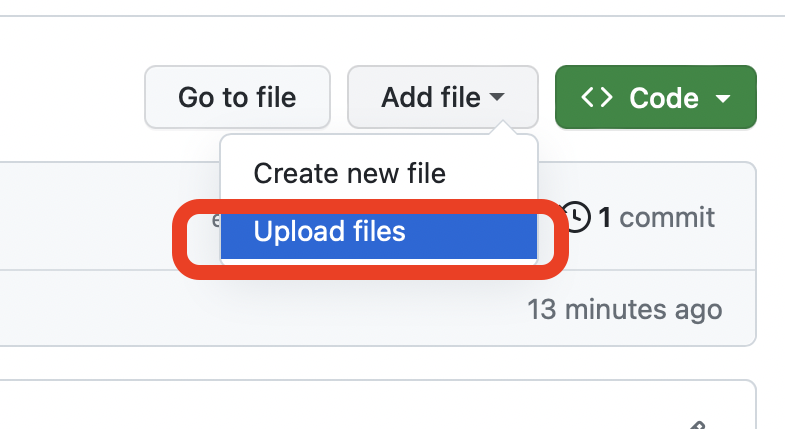 Go to file
Add file
Code
Create new file
Upload files
1 commit
13 minutes ago